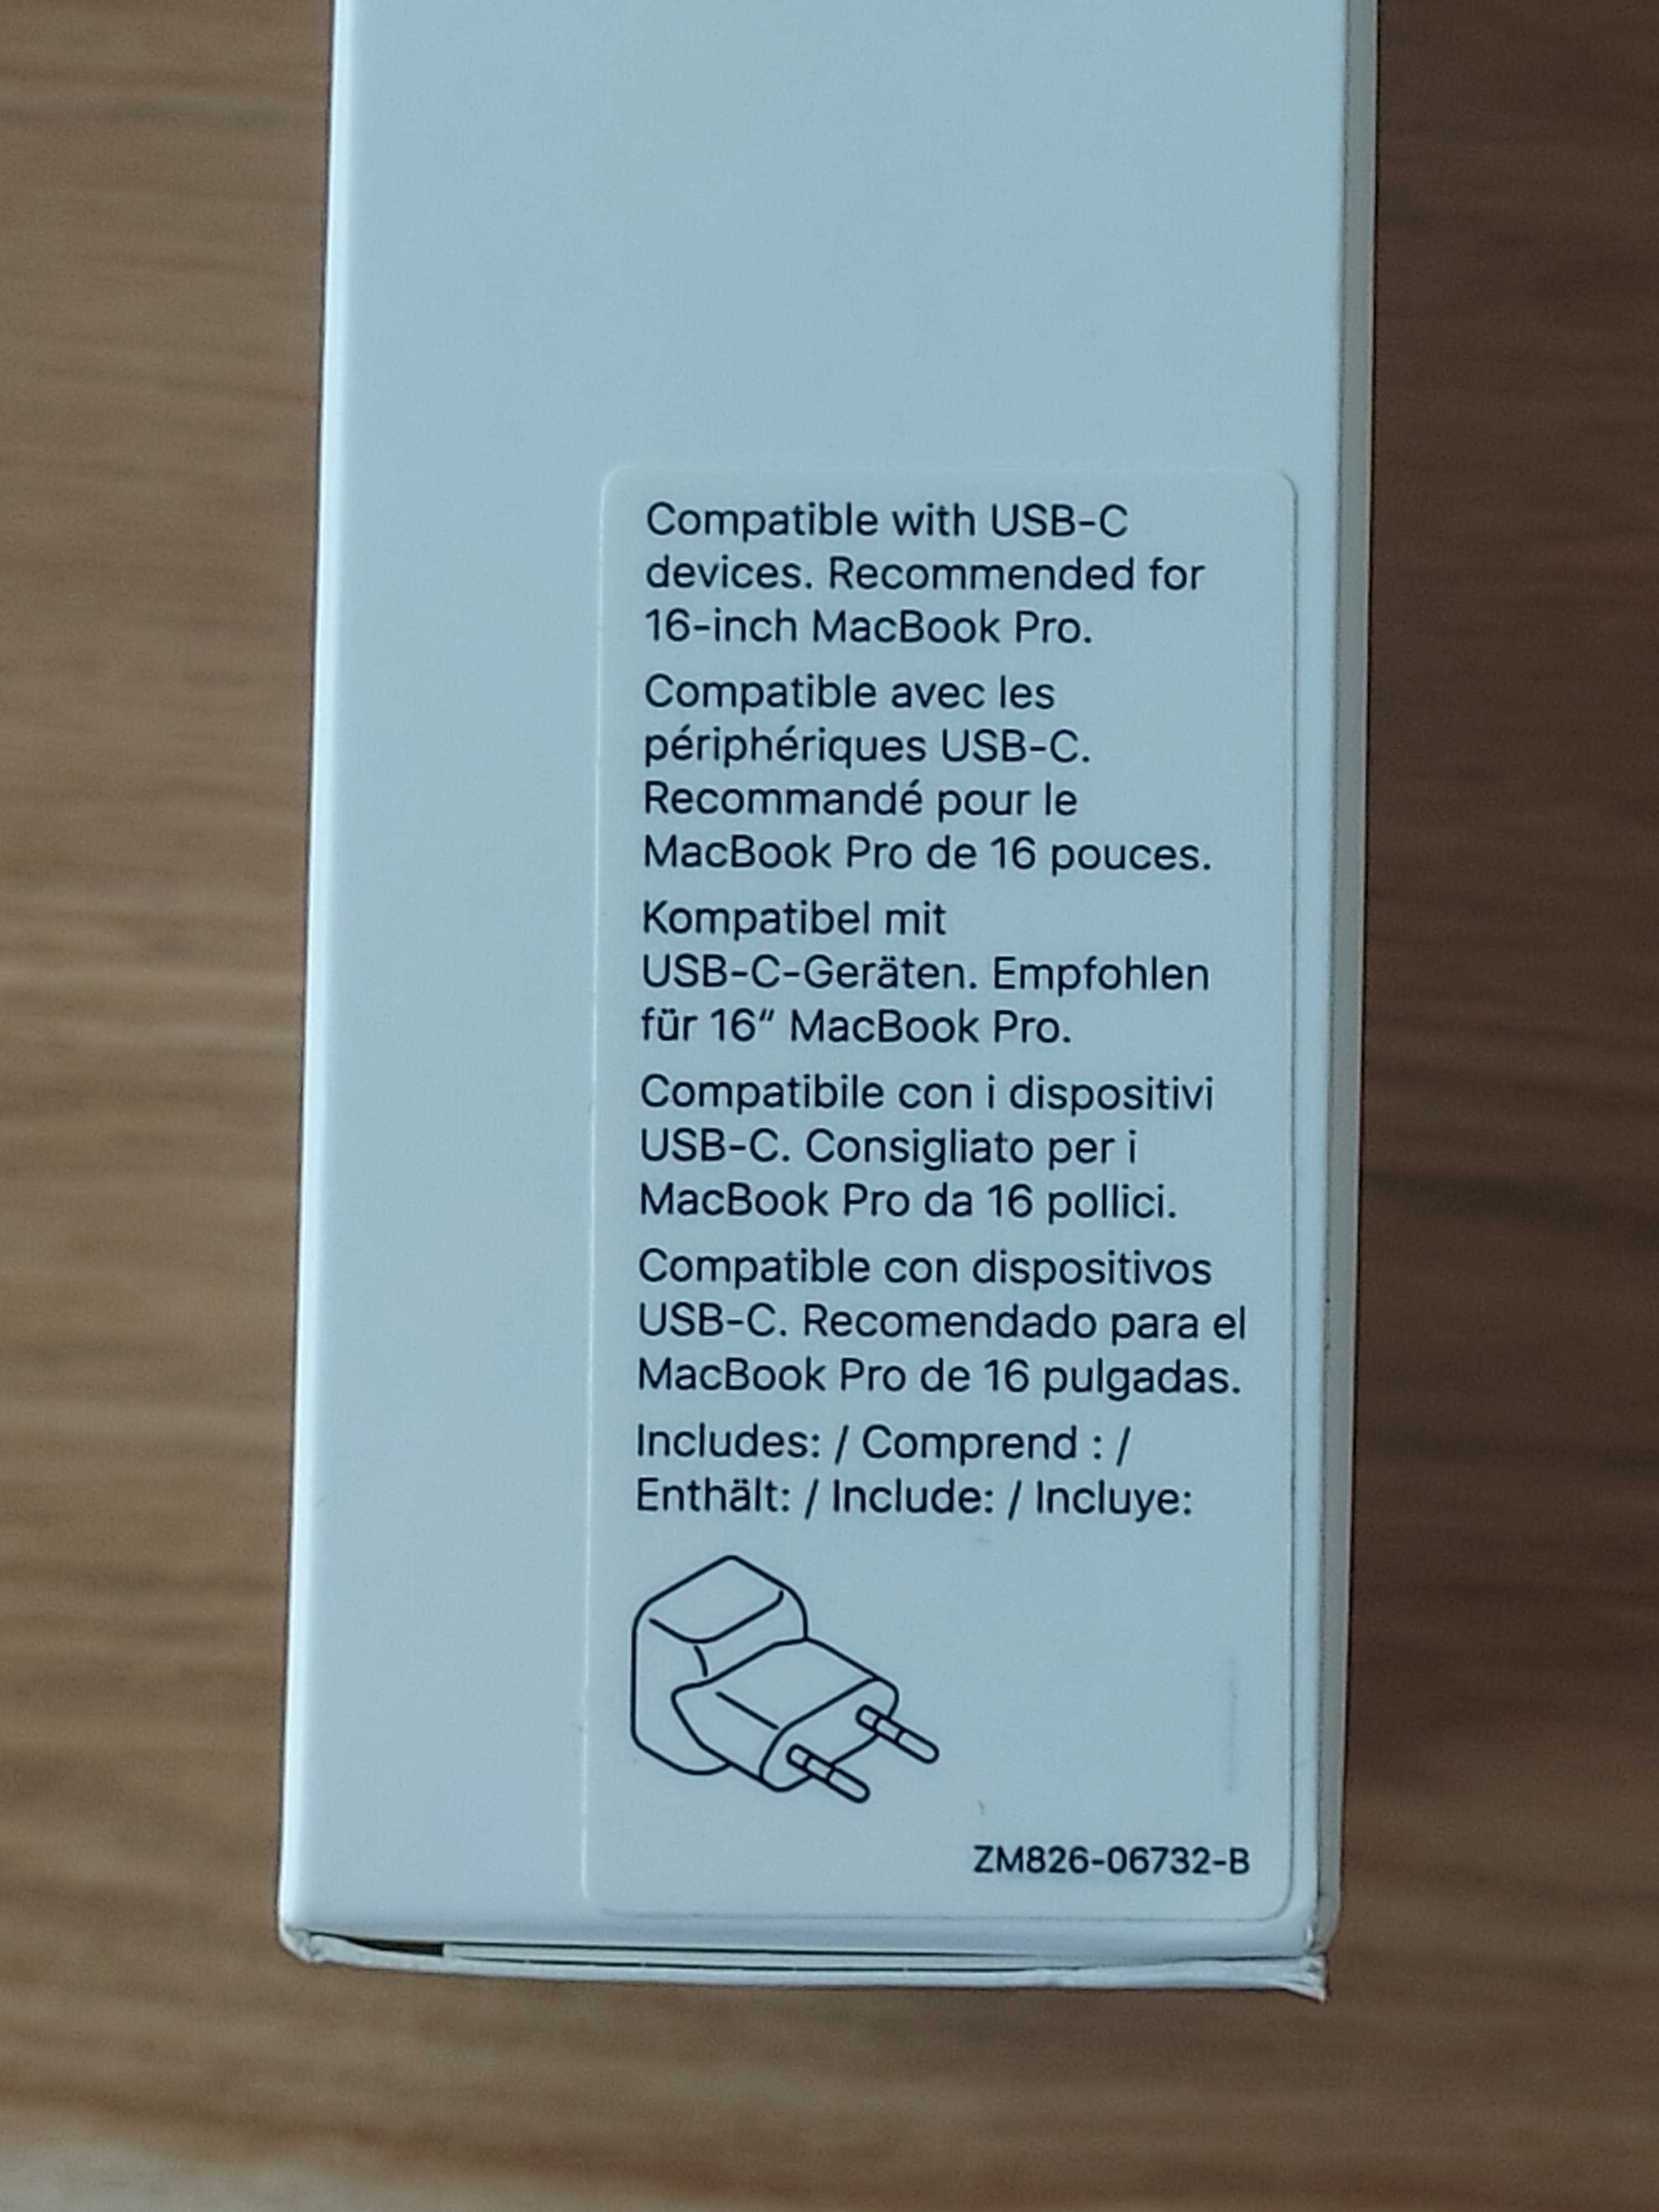 Compatible with USB-C
devices. Recommended for
16-inch MacBook Pro.
Compatible avec les
périphériques USB-C.
Recommandé pour le
MacBook Pro de 16 pouces.
Kompatibel mit
USB-C-Geräten. Empfohlen
für 16“ MacBook Pro.
Compatibile con i dispositivi
USB-C. Consigliato per i
MacBook Pro da 16 pollici.
Compatible con dispositivos
USB-C. Recomendado para el
MacBook Pro de 16 pulgadas.
Includes: / Comprend : /
Enthält: / Include: / Incluye:
ZM826-06732-B